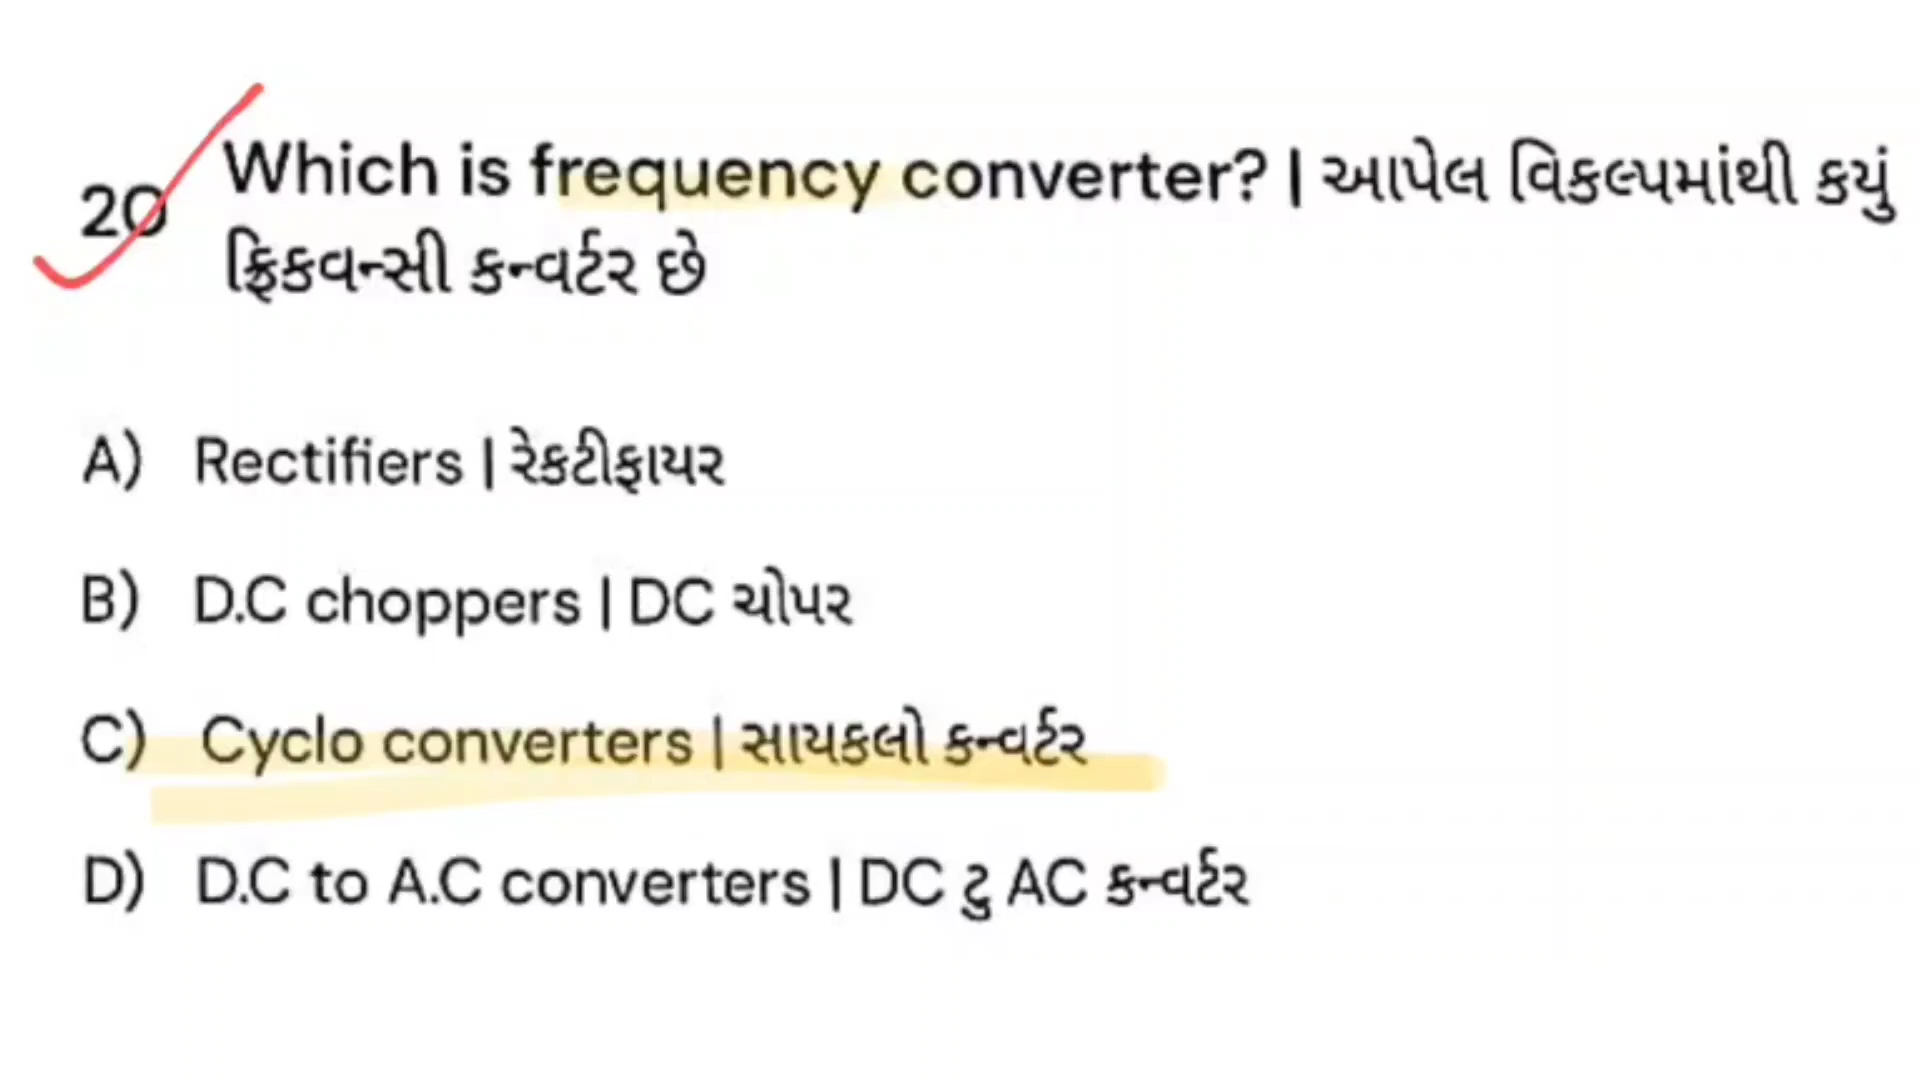 20 Which is frequency converter? | આપેલ વિકલ્પમાંથી કયું
ફ્રિકવન્સી કન્વર્ટર છે
A) Rectifiers | રેકટીફાયર
B) D.C choppers | DC ચોપર
C) Cyclo converters | સાયકલો કન્વર્ટર
D) D.C to A.C converters | DC ટુ AC કન્વર્ટર